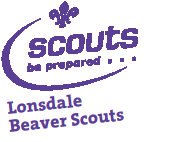 scouts
be prepared . . .
Lonsdale
Beaver Scouts